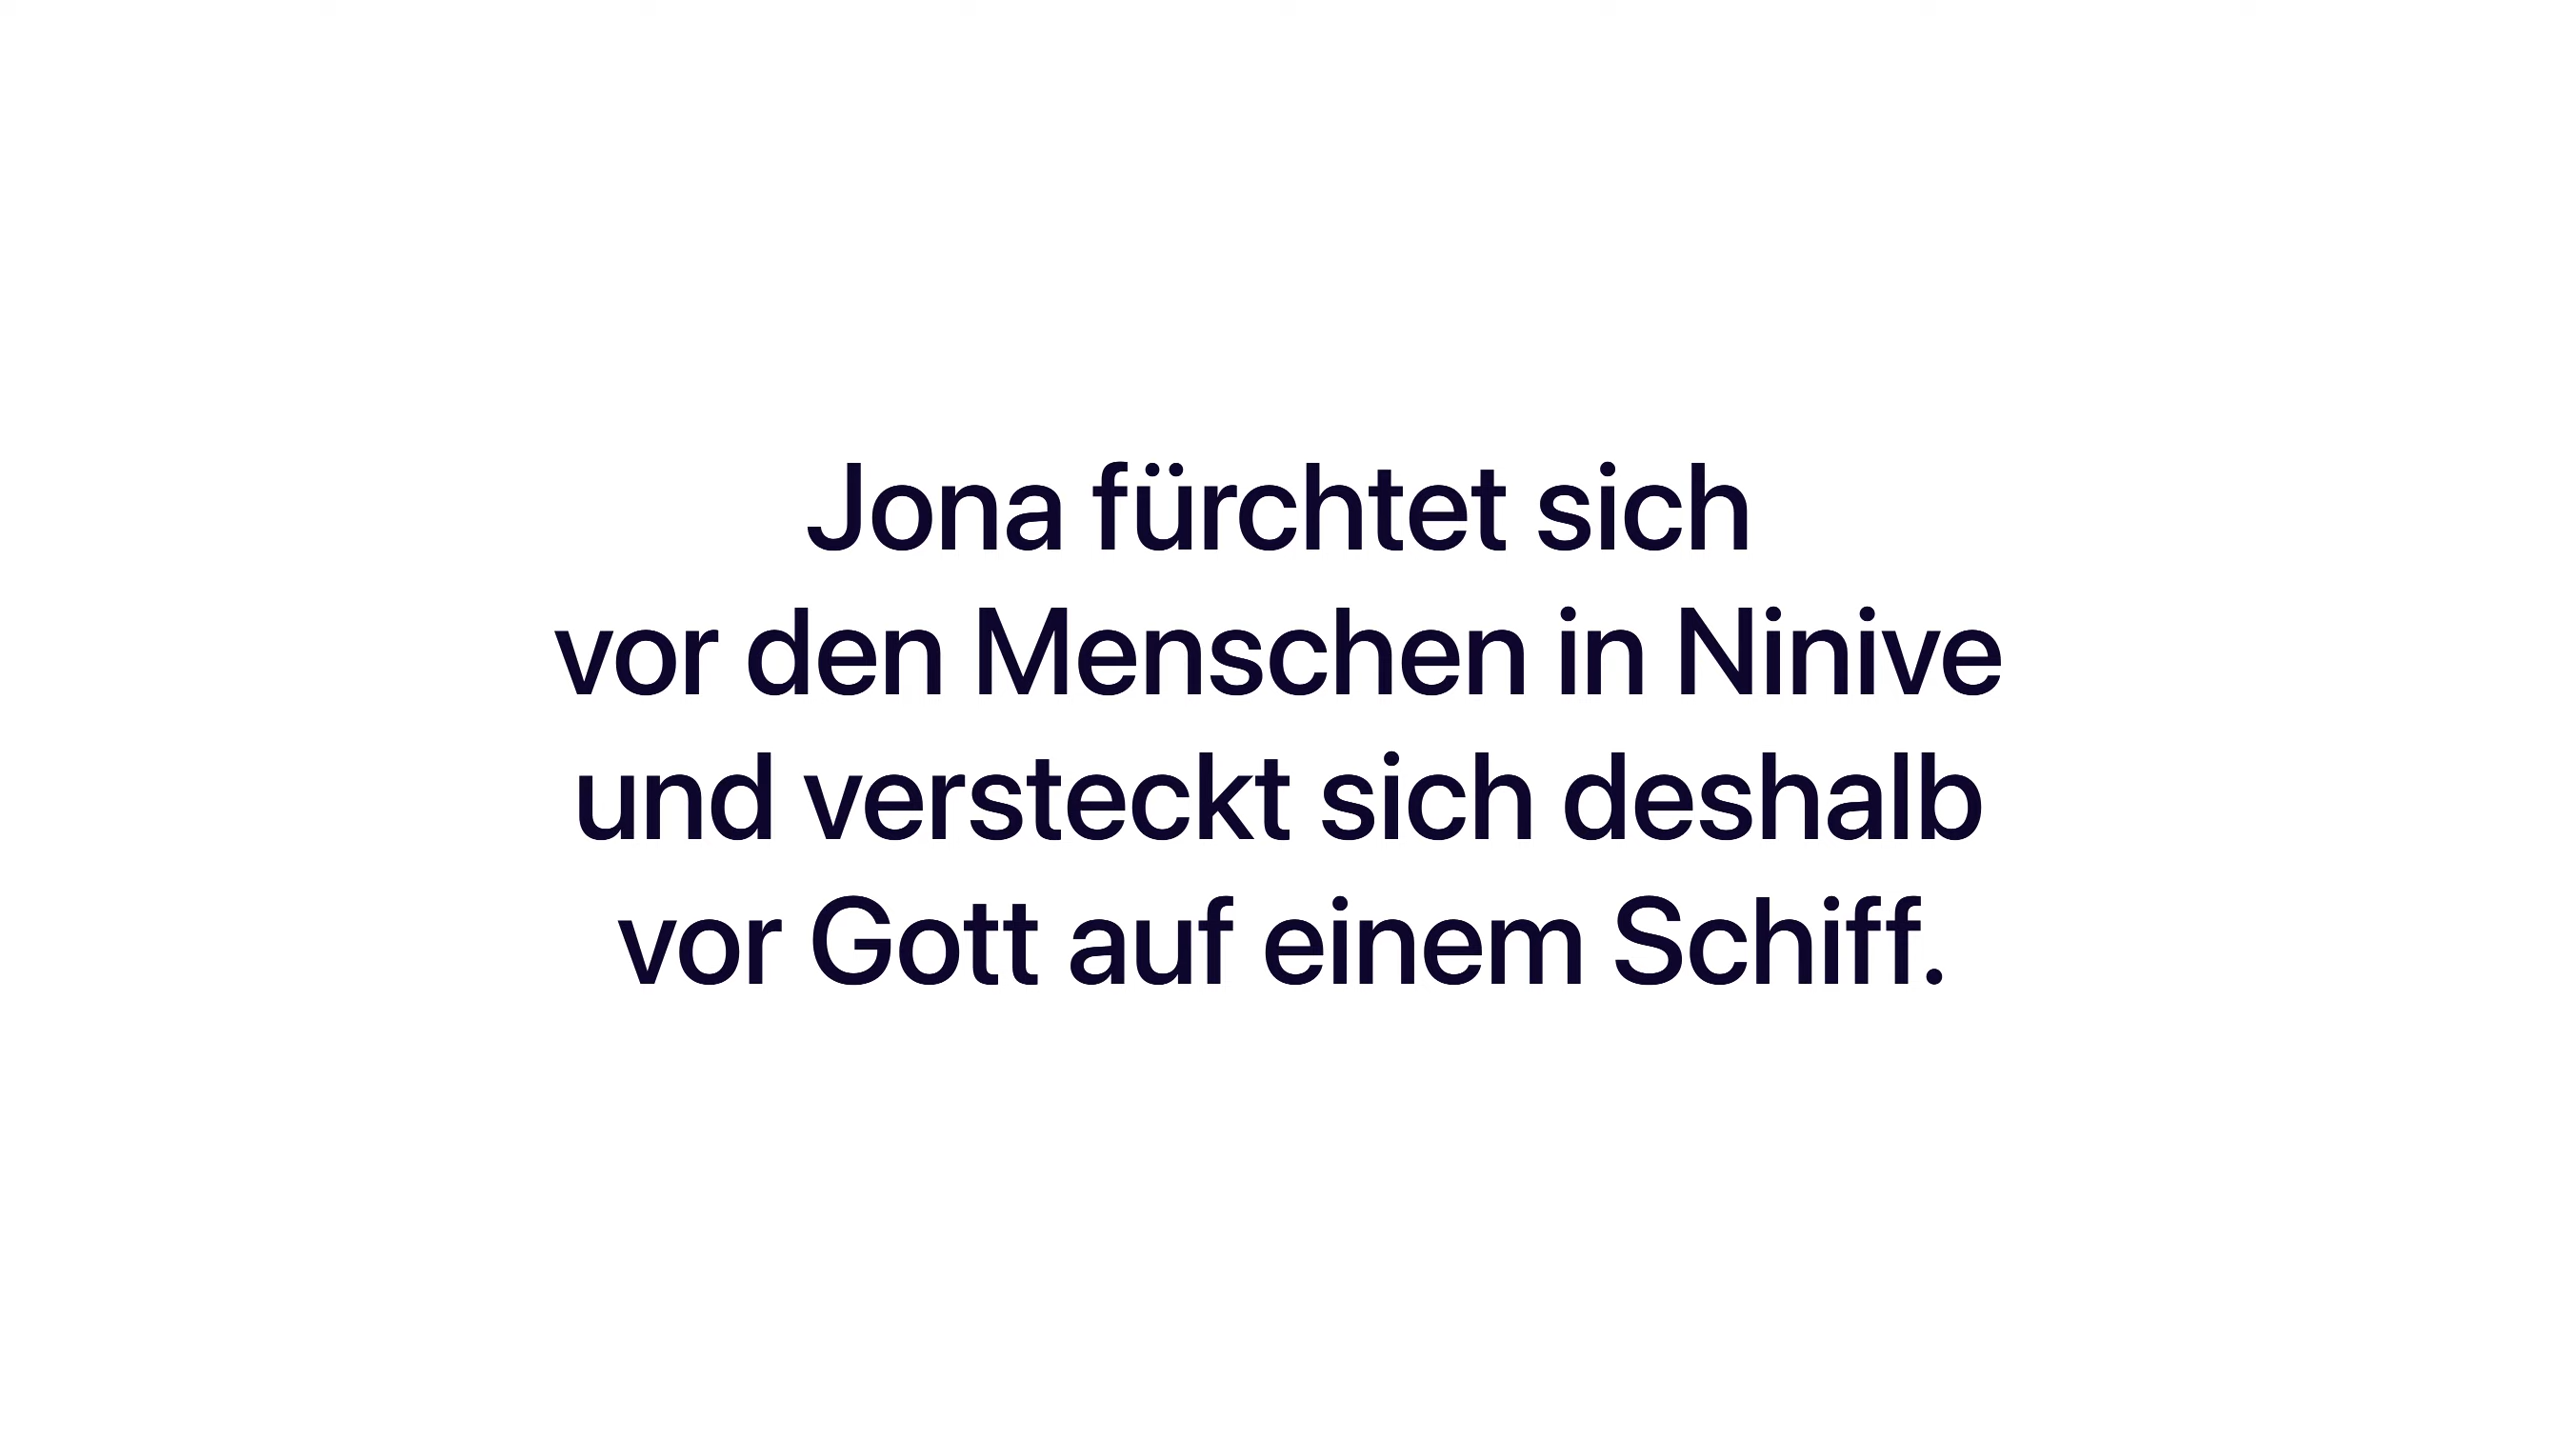 Jona fürchtet sich
vor den Menschen in Ninive
und versteckt sich deshalb
vor Gott auf einem Schiff.